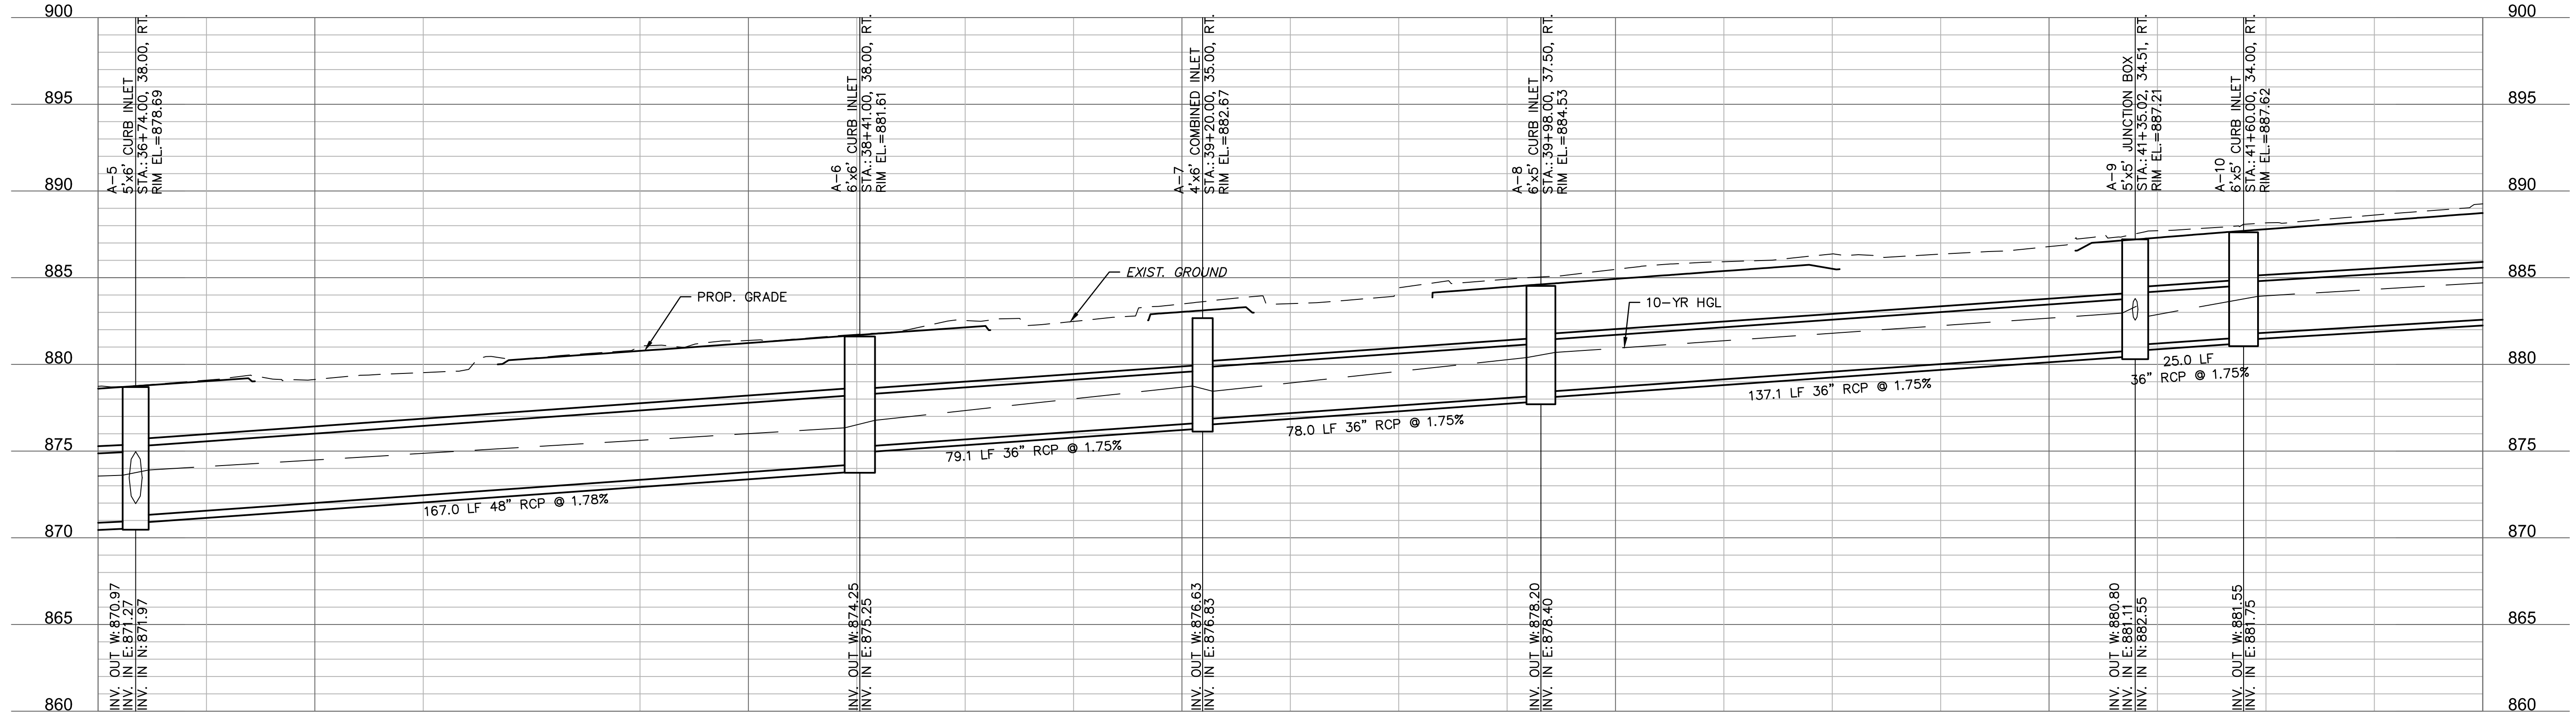 900
895
890
885
880
875
870
865
860
A-5
5'x6' CURB INLET
STA.: 36+74.00, 38.00, RT.
RIM EL.=878.69
A-6
6'x6' CURB INLET
STA.: 38+41.00, 38.00, RT.
RIM EL.=881.61
A-7
4'x6' COMBINED INLET
STA.: 39+20.00, 35.00, RT.
RIM EL.=882.67
A-8
6'x5' CURB INLET
STA.: 39+98.00, 37.50, RT.
RIM EL.=884.53
A-9
5'x5' JUNCTION BOX
STA.: 41+35.02, 34.51, RT.
RIM EL.=887.21
A-10
6'x5' CURB INLET
STA.: 41+60.00, 34.00, RT.
RIM EL.=887.62
PROP. GRADE
EXIST. GROUND
10-YR HGL
167.0 LF 48" RCP @ 1.78%
79.1 LF 36" RCP @ 1.75%
78.0 LF 36" RCP @ 1.75%
137.1 LF 36" RCP @ 1.75%
25.0 LF
36" RCP @ 1.75%
INV. OUT W: 870.97
INV. IN E: 871.27
INV. IN N: 871.97
INV. OUT W: 874.25
INV. IN E: 875.25
INV. OUT W: 876.63
INV. IN E: 876.83
INV. OUT W: 878.20
INV. IN E: 878.40
INV. OUT W: 880.80
INV. IN E: 881.11
INV. IN N: 882.55
INV. OUT W: 881.55
INV. IN E: 881.75
900
895
890
885
880
875
870
865
860